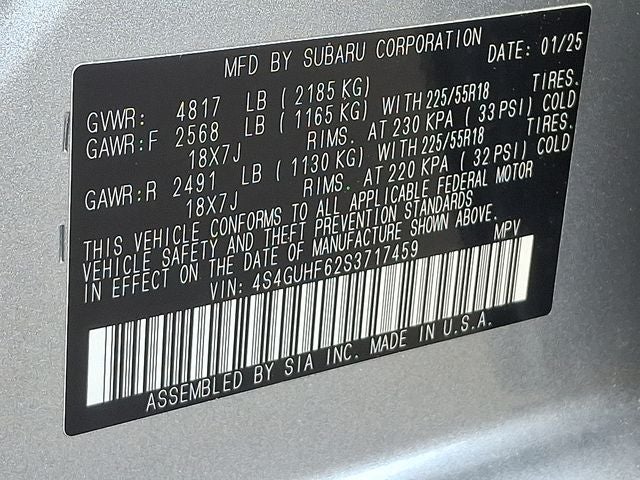 MFD BY SUBARU CORPORATION DATE: 01/25
GVWR: 4817 LB ( 2185 KG)
GAWR:F 2568 LB ( 1165 KG) WITH 225/55R18 TIRES.
18X7J RIMS. AT 230 KPA ( 33 PSI) COLD
GAWR:R 2491 LB ( 1130 KG) WITH 225/55R18 TIRES.
18X7J RIMS. AT 220 KPA ( 32 PSI) COLD
THIS VEHICLE CONFORMS TO ALL APPLICABLE FEDERAL MOTOR
VEHICLE SAFETY AND THEFT PREVENTION STANDARDS
IN EFFECT ON THE DATE OF MANUFACTURE SHOWN ABOVE.
VIN: 4S4GUHF62S3717459 MPV
ASSEMBLED BY SIA INC. MADE IN U.S.A.